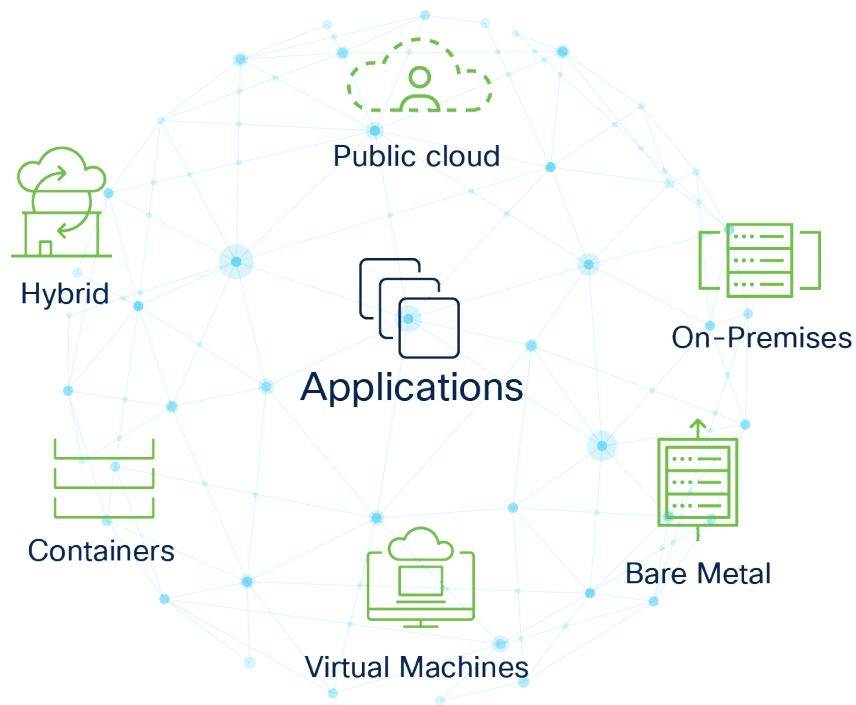 Public cloud
Hybrid
On-Premises
Applications
Containers
Bare Metal
Virtual Machines